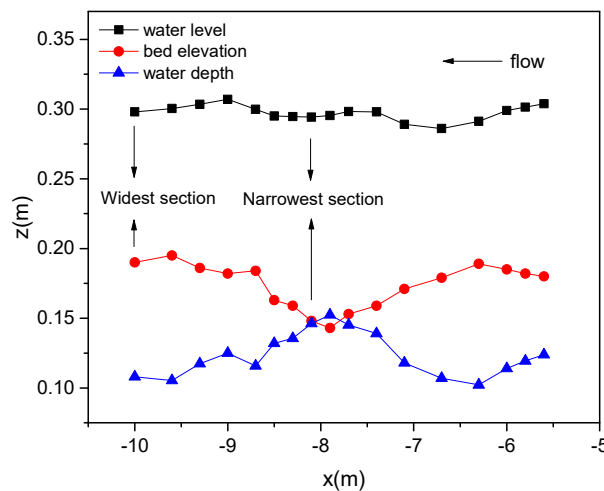 water level
bed elevation
water depth
flow
Widest section
Narrowest section
z(m)
0.35
0.30
0.25
0.20
0.15
0.10
-10
-9
-8
-7
-6
-5
x(m)